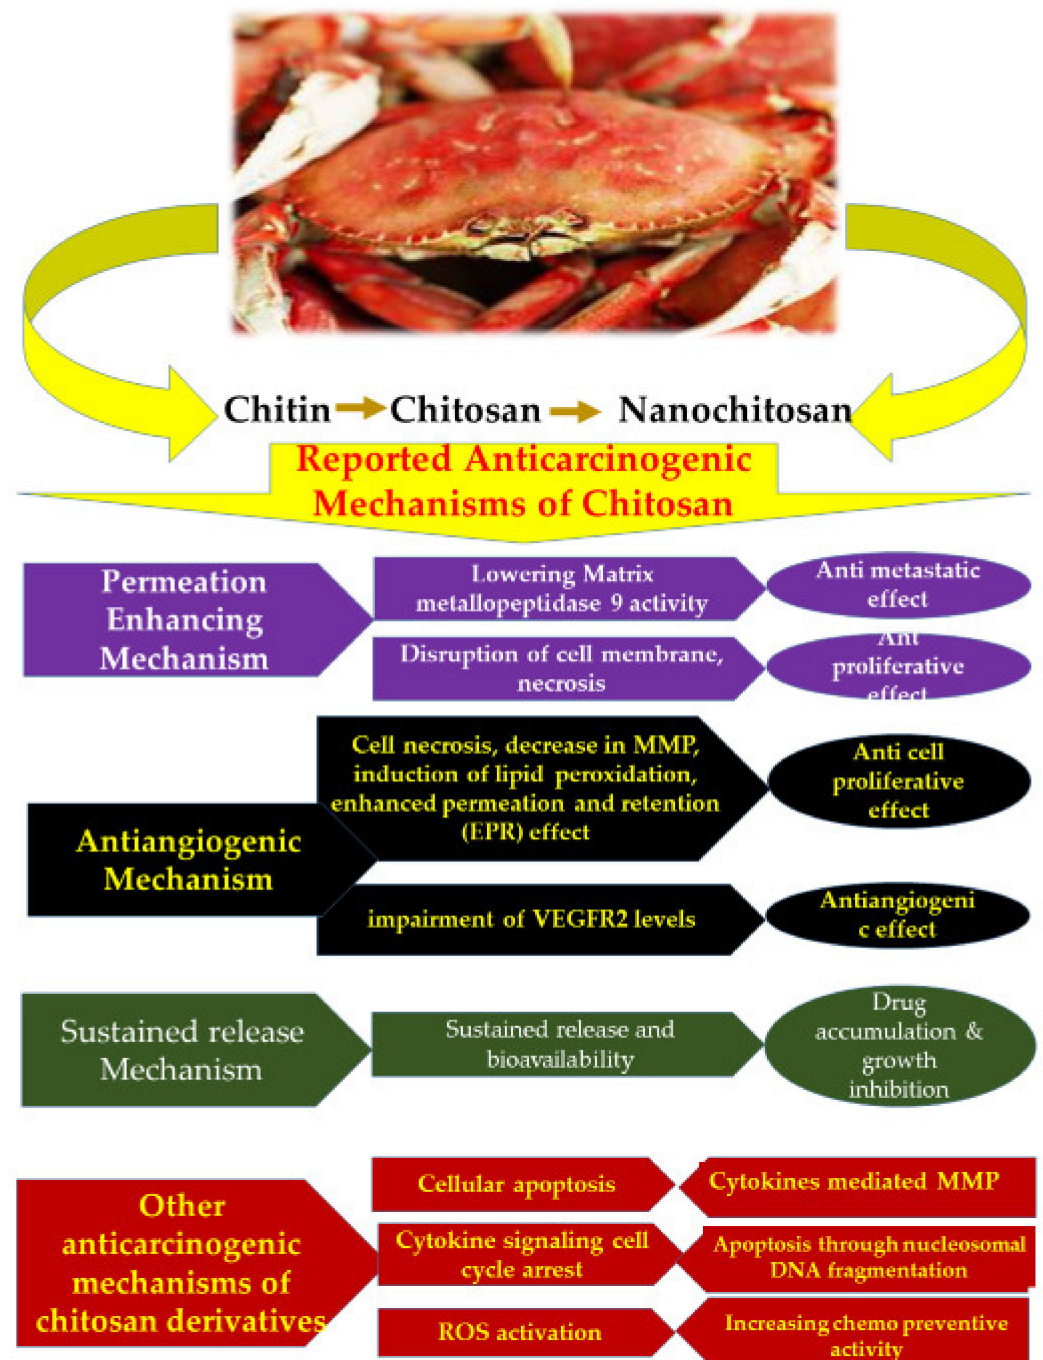 Chitin Chitosan Nanochitosan
Reported Anticarcinogenic
Mechanisms of Chitosan
Permeation
Enhancing
Mechanism
Lowering Matrix
metallopeptidase 9 activity
Anti metastatic
effect
Disruption of cell membrane,
necrosis
Ant
proliferative
effect
Antiangiogenic
Mechanism
Cell necrosis, decrease in MMP,
induction of lipid peroxidation,
enhanced permeation and retention
(EPR) effect
Anti cell
proliferative
effect
impairment of VEGFR2 levels
Antiangiogeni
c effect
Sustained release
Mechanism
Sustained release and
bioavailability
Drug
accumulation &
growth
inhibition
Other
anticarcinogenic
mechanisms of
chitosan derivatives
Cellular apoptosis
Cytokines mediated MMP
Cytokine signaling cell
cycle arrest
Apoptosis through nucleosomal
DNA fragmentation
ROS activation
Increasing chemo preventive
activity